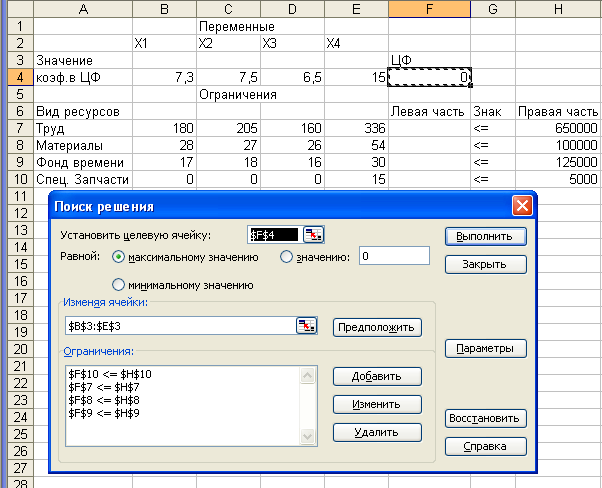 A B C D E F G H
1 Переменные
2 X1 X2 X3 X4
3 Значение ЦФ
4 коэф.в ЦФ 7,3 7,5 6,5 15 0
5 Ограничения
6 Вид ресурсов Левая часть Знак Правая часть
7 Труд 180 205 160 336 <= 650000
8 Материалы 28 27 26 54 <= 100000
9 Фонд времени 17 18 16 30 <= 125000
10 Спец. Запчасти 0 0 0 15 <= 5000
11
12
13
14
15
16
17
18
19
20
21
22
23
24
25
26
27
28
Поиск решения
Установить целевую ячейку: $F$4 Выполнить
Равной: максимальному значению значению: 0 Закрыть
минимальному значению
Изменяя ячейки:
$B$3:$E$3 Предположить
Ограничения: Параметры
$F$10 <= $H$10 Добавить
$F$7 <= $H$7
$F$8 <= $H$8 Изменить
$F$9 <= $H$9 Восстановить
Удалить
Справка